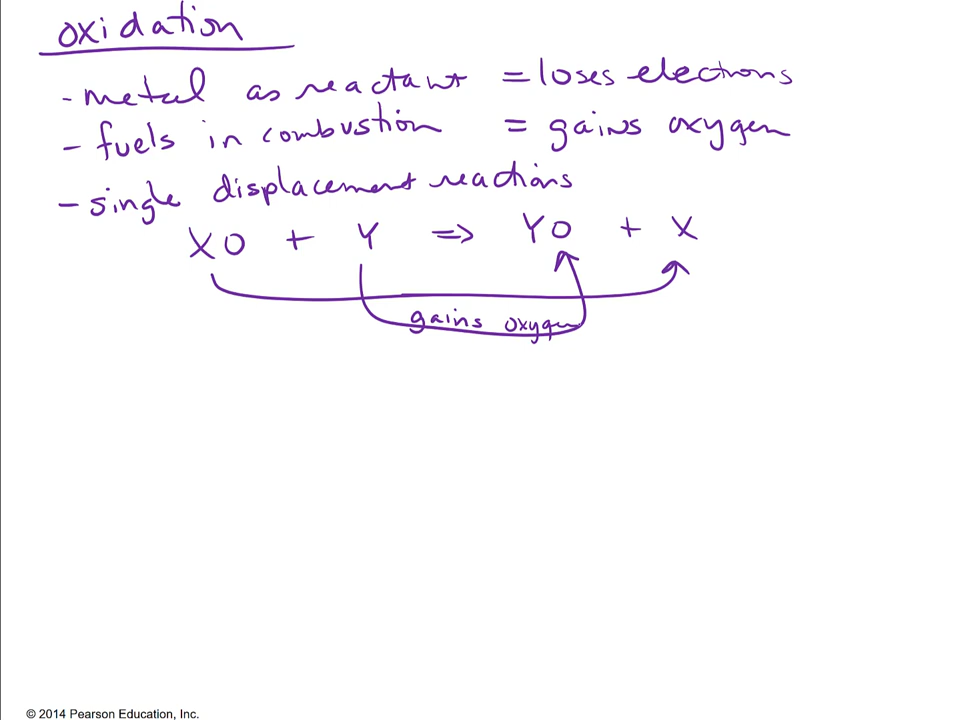 oxidation
- metal as reactant = loses electrons
- fuels in combustion = gains oxygen
- single displacement reactions
XO + Y => YO + X
gains oxygen
© 2014 Pearson Education, Inc.